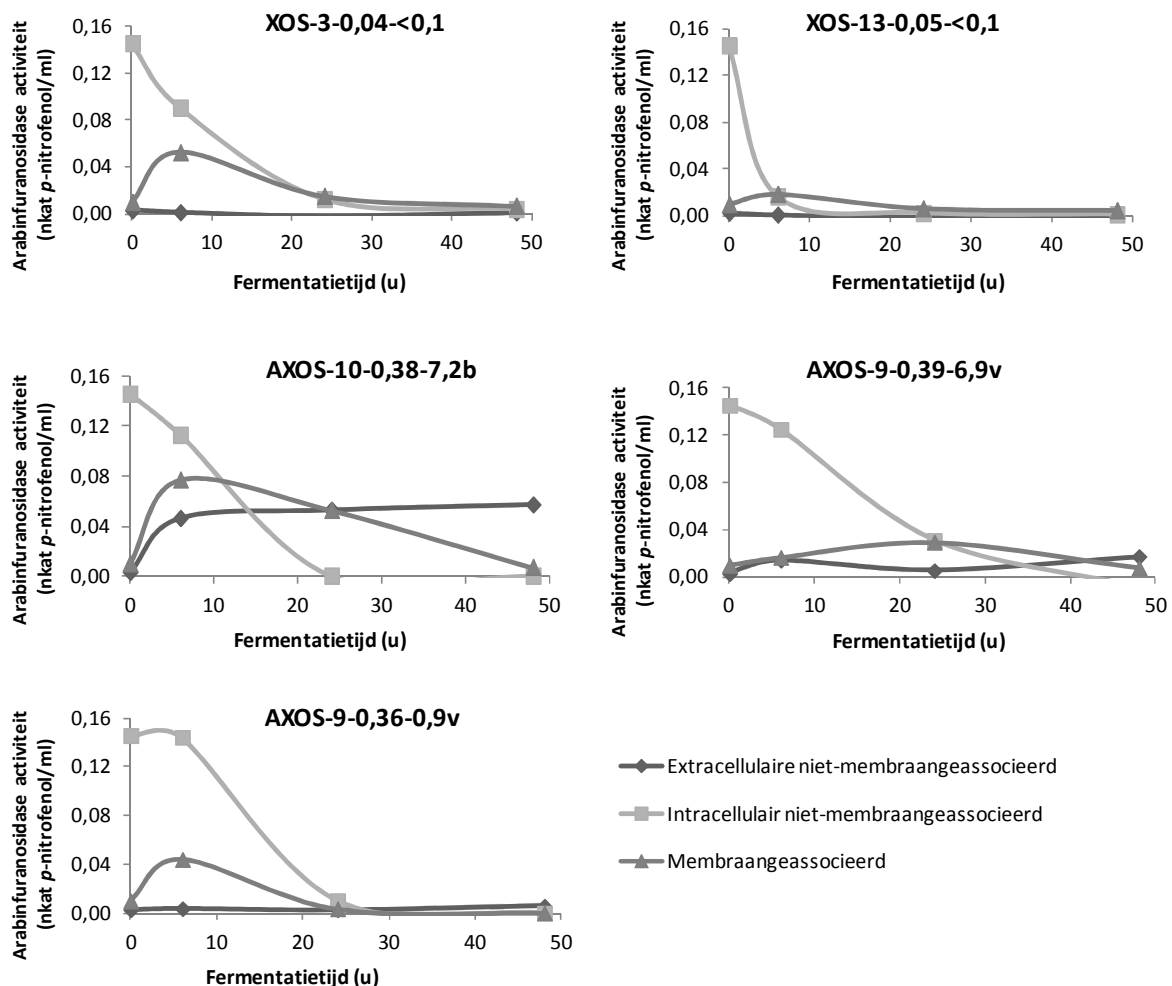 XOS-3-0,04-<0,1
Arabinfuranosidase activiteit
(nkat p-nitrofenol/ml)
0,16
0,12
0,08
0,04
0,00
0 10 20 30 40 50
Fermentatietijd (u)
XOS-13-0,05-<0,1
Arabinfuranosidase activiteit
(nkat p-nitrofenol/ml)
0,16
0,12
0,08
0,04
0,00
0 10 20 30 40 50
Fermentatietijd (u)
AXOS-10-0,38-7,2b
Arabinfuranosidase activiteit
(nkat p-nitrofenol/ml)
0,16
0,12
0,08
0,04
0,00
0 10 20 30 40 50
Fermentatietijd (u)
AXOS-9-0,39-6,9v
Arabinfuranosidase activiteit
(nkat p-nitrofenol/ml)
0,16
0,12
0,08
0,04
0,00
0 10 20 30 40 50
Fermentatietijd (u)
AXOS-9-0,36-0,9v
Arabinfuranosidase activiteit
(nkat p-nitrofenol/ml)
0,16
0,12
0,08
0,04
0,00
0 10 20 30 40 50
Fermentatietijd (u)
Extracellulaire niet-membraangeassocieerd
Intracellulair niet-membraangeassocieerd
Membraangeassocieerd